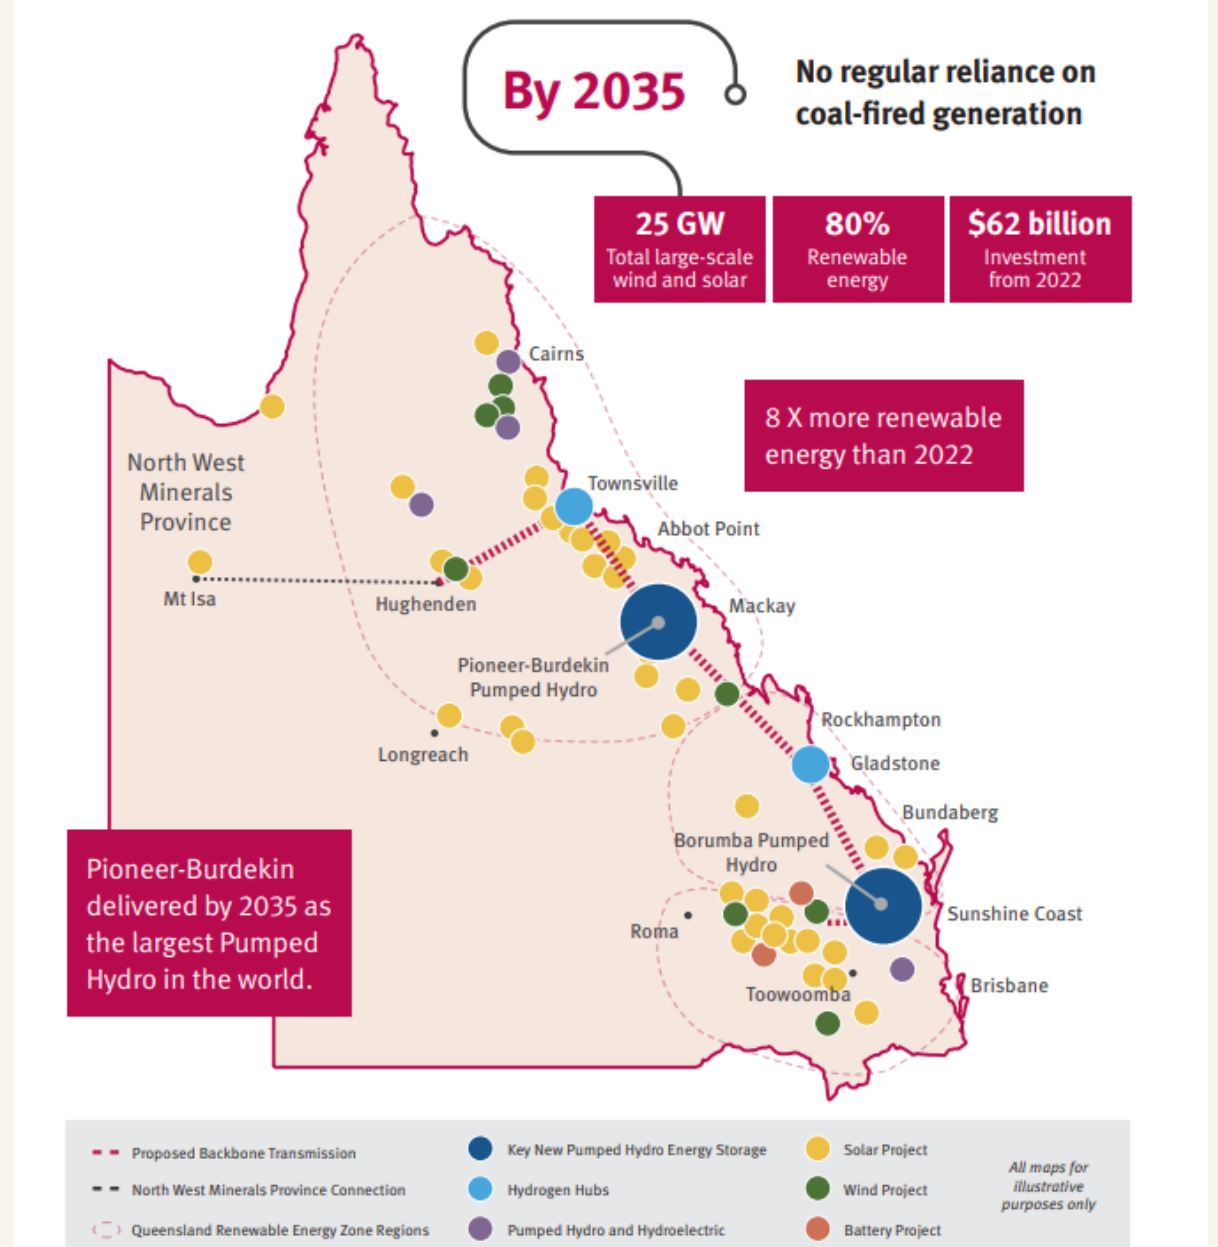 By 2035
No regular reliance on
coal-fired generation
25 GW
Total large-scale
wind and solar
80%
Renewable
energy
$62 billion
Investment
from 2022
Cairns
8 X more renewable
energy than 2022
North West
Minerals
Province
Townsville
Abbot Point
Mt Isa
Hughenden
Mackay
Pioneer-Burdekin
Pumped Hydro
Longreach
Rockhampton
Gladstone
Bundaberg
Borumba Pumped
Hydro
Pioneer-Burdekin
delivered by 2035 as
the largest Pumped
Hydro in the world.
Roma
Sunshine Coast
Toowoomba
Brisbane
Proposed Backbone Transmission
North West Minerals Province Connection
Queensland Renewable Energy Zone Regions
Key New Pumped Hydro Energy Storage
Hydrogen Hubs
Pumped Hydro and Hydroelectric
Solar Project
Wind Project
Battery Project
All maps for
illustrative
purposes only